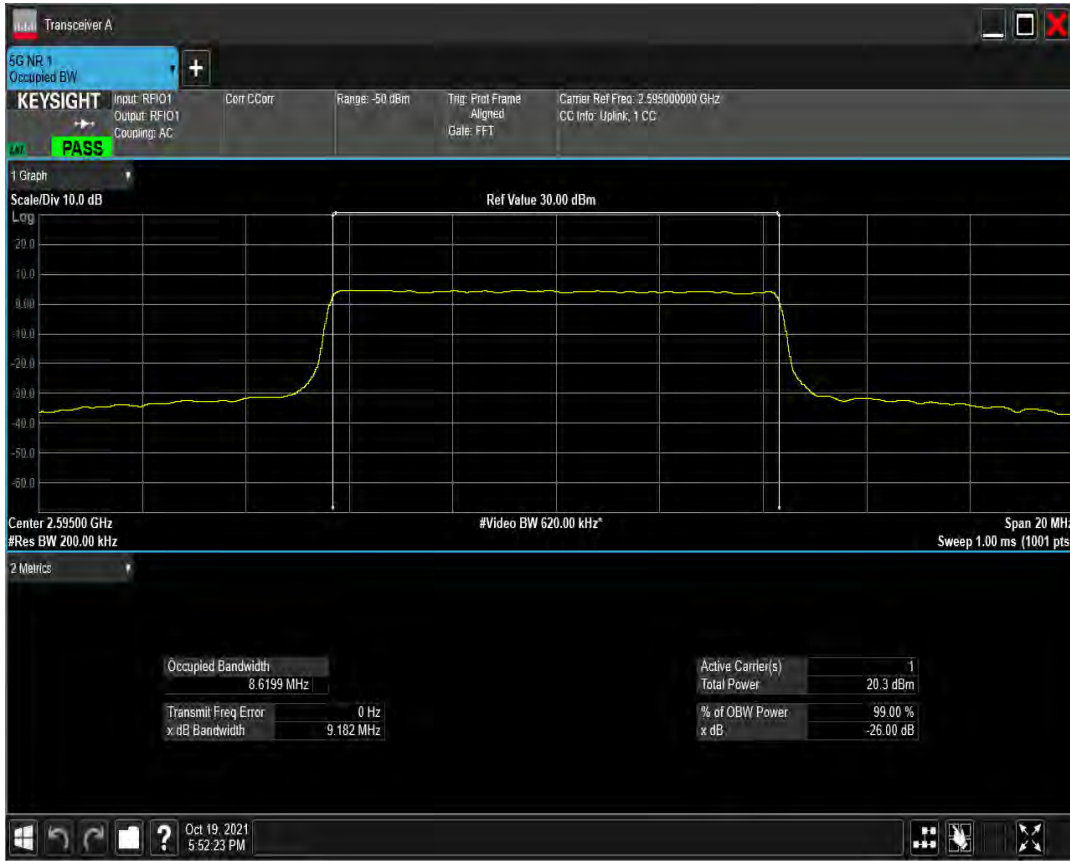 Transceiver A
5G NR 1
Occupied BW
+
KEYSIGHT
Input: RFIO1
Output: RFIO1
Coupling: AC
Corr CCorr
Range: -50 dBm
Trig: Prot Frame
Aligned
Gate: FFT
Carrier Ref Freq: 2.595000000 GHz
CC Info: Uplink, 1 CC
PASS
1 Graph
Scale/Div 10.0 dB
Ref Value 30.00 dBm
Log
20.0
10.0
0.00
-10.0
-20.0
-30.0
-40.0
-50.0
-60.0
Center 2.59500 GHz
#Video BW 620.00 kHz*
Span 20 MHz
#Res BW 200.00 kHz
Sweep 1.00 ms (1001 pts
2 Metrics
Occupied Bandwidth
8.6199 MHz
Transmit Freq Error 0 Hz
x dB Bandwidth 9.182 MHz
Active Carrier(s) 1
Total Power 20.3 dBm
% of OBW Power 99.00 %
x dB -26.00 dB
?
Oct 19, 2021
5:52:23 PM